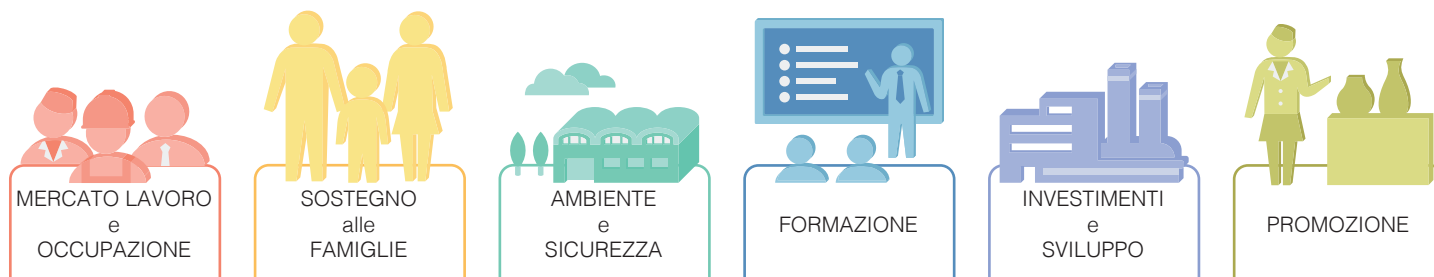 MERCATO LAVORO
e
OCCUPAZIONE
SOSTEGNO
alle
FAMIGLIE
AMBIENTE
e
SICUREZZA
FORMAZIONE
INVESTIMENTI
e
SVILUPPO
PROMOZIONE